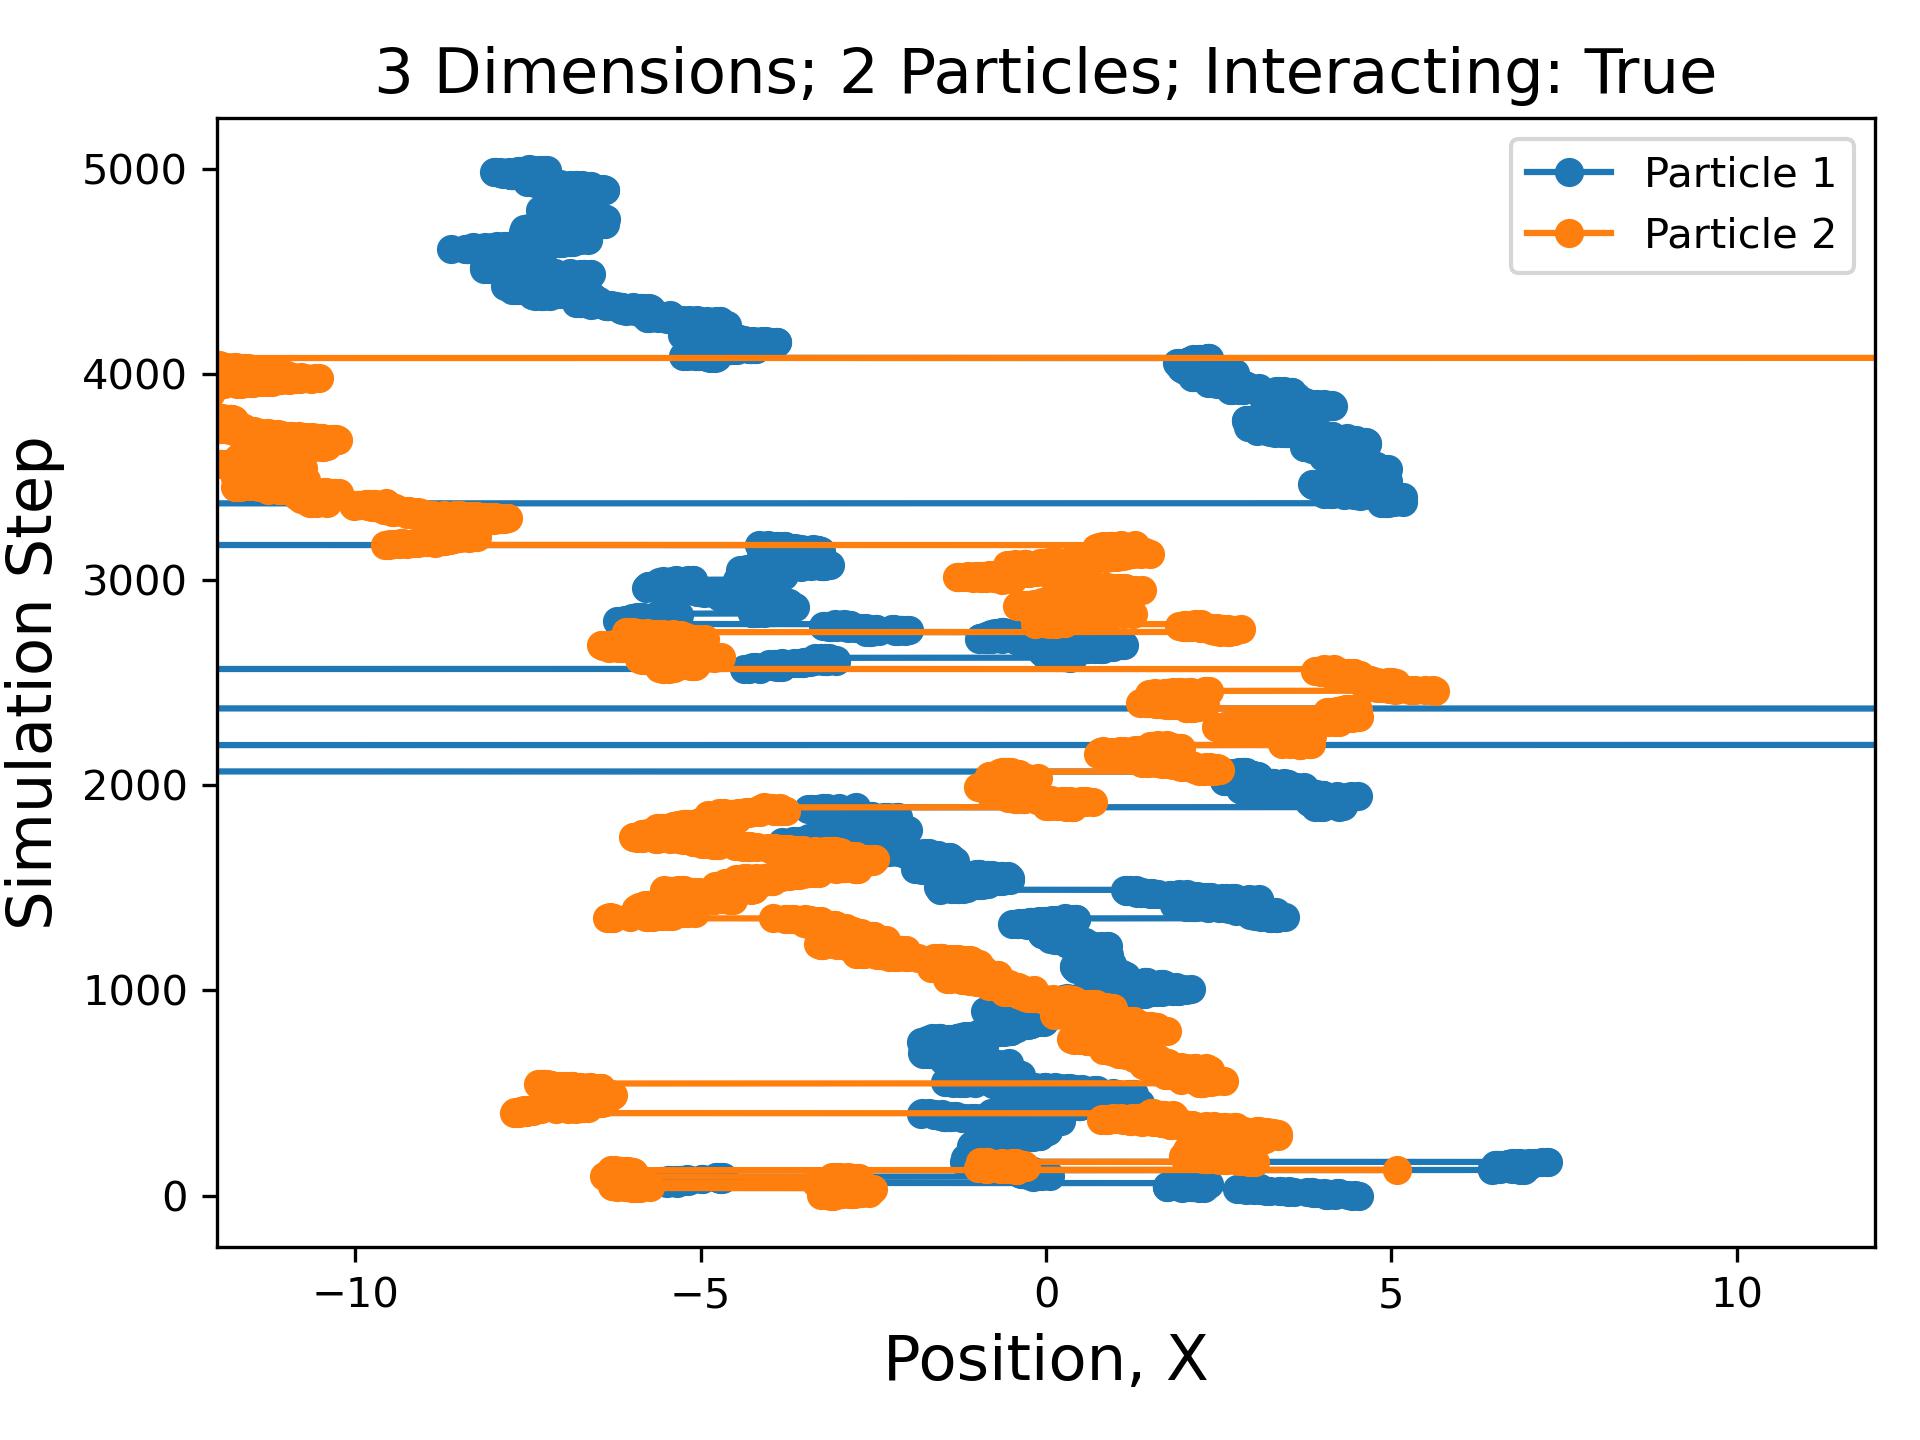 3 Dimensions; 2 Particles; Interacting: True
Particle 1
Particle 2
Simulation Step
5000
4000
3000
2000
1000
0
−10
−5
0
5
10
Position, X